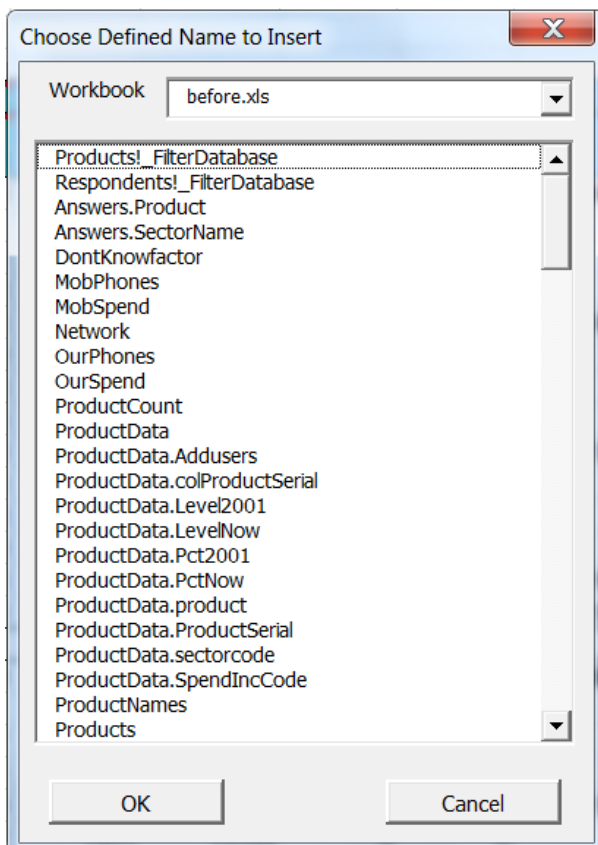 Choose Defined Name to Insert
Workbook before.xls
Products!_FilterDatabase
Respondents!_FilterDatabase
Answers.Product
Answers.SectorName
DontKnowfactor
MobPhones
MobSpend
Network
OurPhones
OurSpend
ProductCount
ProductData
ProductData.Addusers
ProductData.colProductSerial
ProductData.Level2001
ProductData.LevelNow
ProductData.Pct2001
ProductData.PctNow
ProductData.product
ProductData.ProductSerial
ProductData.sectorcode
ProductData.SpendIncCode
ProductNames
Products
OK Cancel